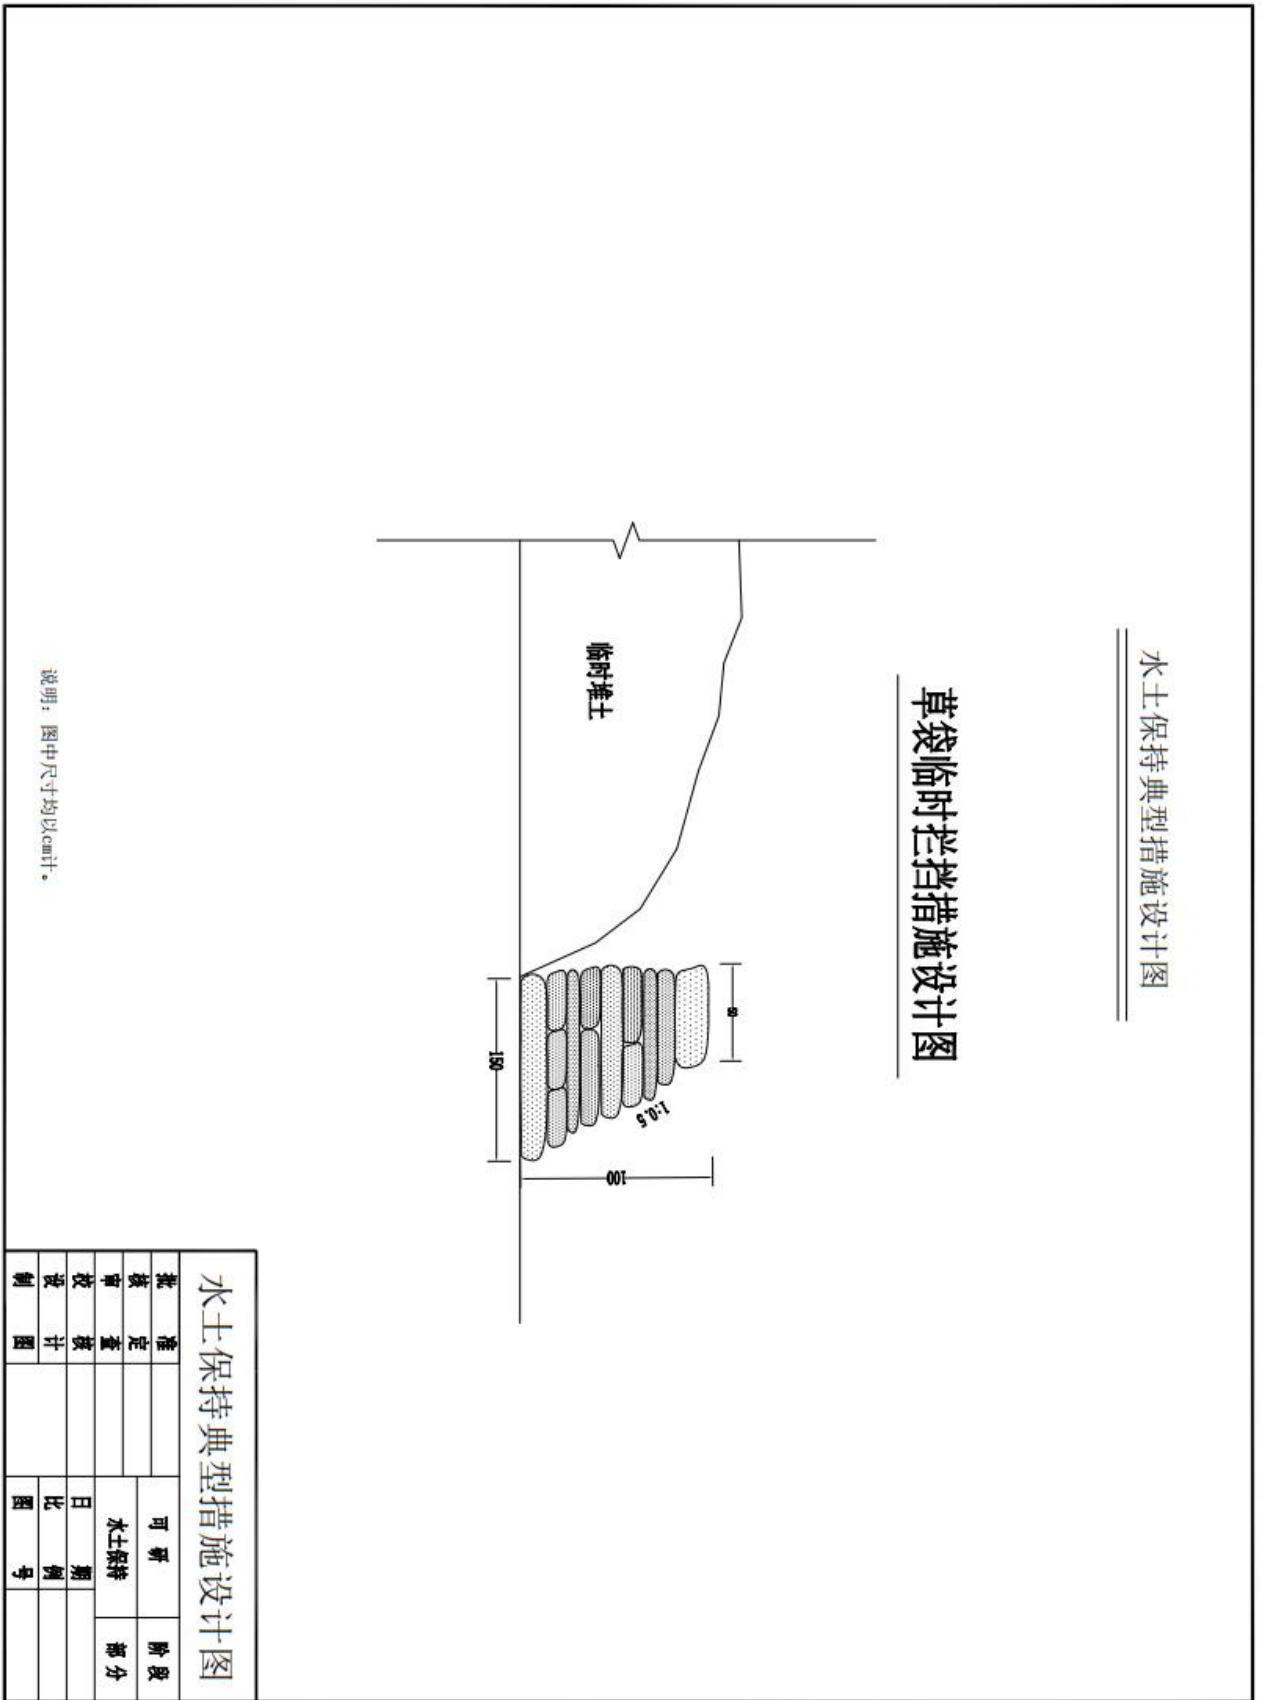 水土保持典型措施设计图
草袋临时拦挡措施设计图
临时堆土
1:0.5
100
150
说明：图中尺寸均以cm计。
水土保持典型措施设计图
批 准
可 研
阶 段
核 定
审 查
水土保持
部 分
校 核
日 期
设 计
比 例
制 图
图 号